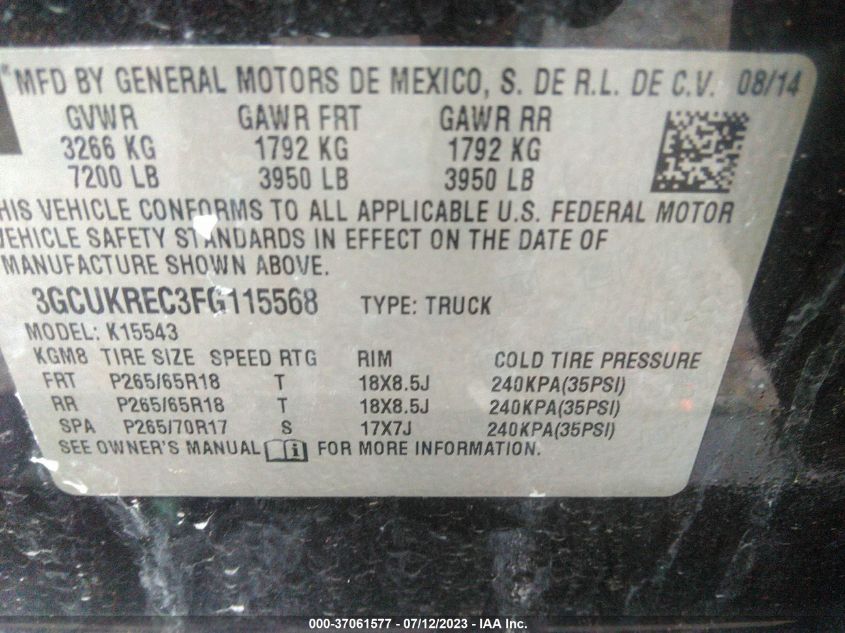 MFD BY GENERAL MOTORS DE MEXICO, S. DE R.L. DE C.V. 08/14
GVWR GAWR FRT GAWR RR
3266 KG 1792 KG 1792 KG
7200 LB 3950 LB 3950 LB
HIS VEHICLE CONFORMS TO ALL APPLICABLE U.S. FEDERAL MOTOR
VEHICLE SAFETY STANDARDS IN EFFECT ON THE DATE OF
MANUFACTURE SHOWN ABOVE.
3GCUKREC3FG115568 TYPE: TRUCK
MODEL: K15543
KGM8 TIRE SIZE SPEED RTG RIM COLD TIRE PRESSURE
FRT P265/65R18 T 18X8.5J 240KPA(35PSI)
RR P265/65R18 T 18X8.5J 240KPA(35PSI)
SPA P265/70R17 S 17X7J 240KPA(35PSI)
SEE OWNER'S MANUAL FOR MORE INFORMATION.
000-37061577 - 07/12/2023 - IAA Inc.